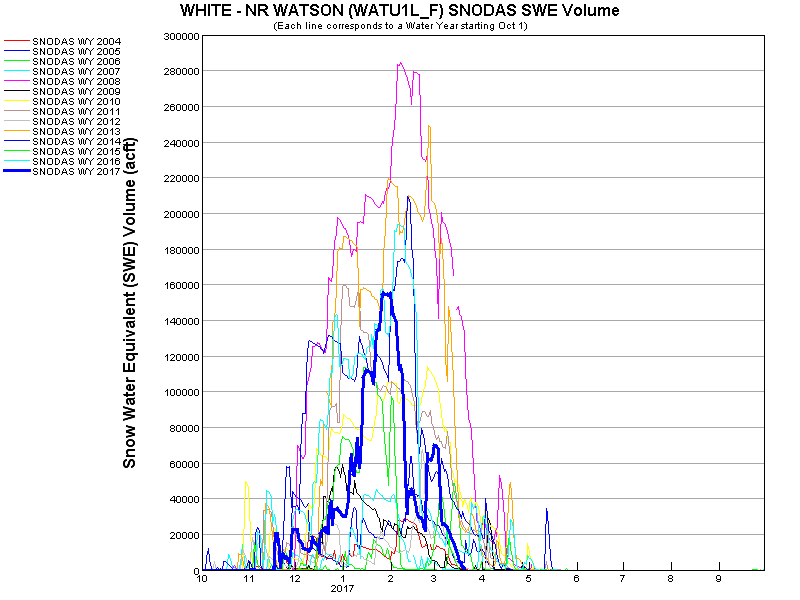 WHITE - NR WATSON (WATU1L_F) SNODAS SWE Volume
(Each line corresponds to a Water Year starting Oct 1)
SNODAS WY 2004
SNODAS WY 2005
SNODAS WY 2006
SNODAS WY 2007
SNODAS WY 2008
SNODAS WY 2009
SNODAS WY 2010
SNODAS WY 2011
SNODAS WY 2012
SNODAS WY 2013
SNODAS WY 2014
SNODAS WY 2015
SNODAS WY 2016
SNODAS WY 2017
Snow Water Equivalent (SWE) Volume (acft)
300000
280000
260000
240000
220000
200000
180000
160000
140000
120000
100000
80000
60000
40000
20000
0
10 11 12 1 2 3 4 5 6 7 8 9
2017